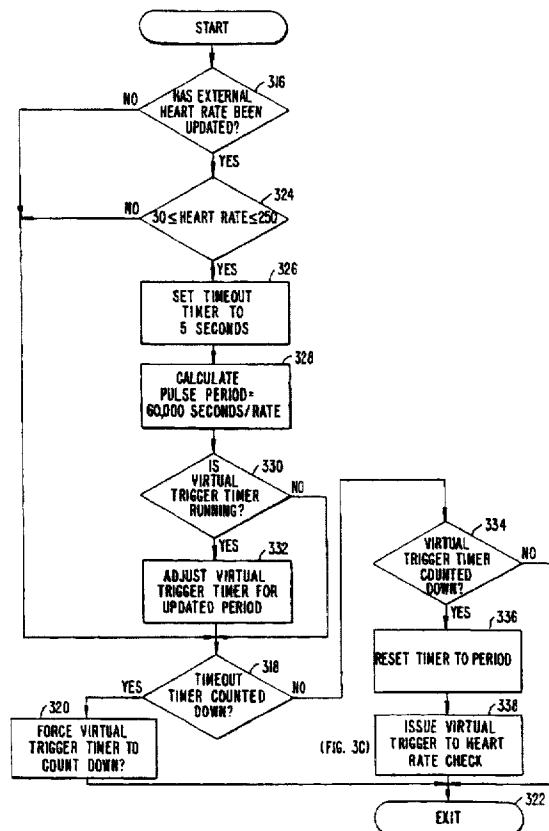 START
316
HAS EXTERNAL
HEART RATE BEEN
UPDATED?
NO
YES
324
NO
30 ≤ HEART RATE ≤ 250
YES
326
SET TIMEOUT
TIMER TO
5 SECONDS
328
CALCULATE
PULSE PERIOD=
60,000 SECONDS/RATE
330
IS
VIRTUAL
TRIGGER TIMER
RUNNING?
NO
YES
332
ADJUST VIRTUAL
TRIGGER TIMER FOR
UPDATED PERIOD
318
TIMEOUT
TIMER COUNTED
DOWN?
YES
NO
320
FORCE VIRTUAL
TRIGGER TIMER TO
COUNT DOWN?
334
VIRTUAL
TRIGGER TIMER
COUNTED
DOWN?
NO
YES
336
RESET TIMER TO PERIOD
338
(FIG. 3C)
ISSUE VIRTUAL
TRIGGER TO HEART
RATE CHECK
322
EXIT